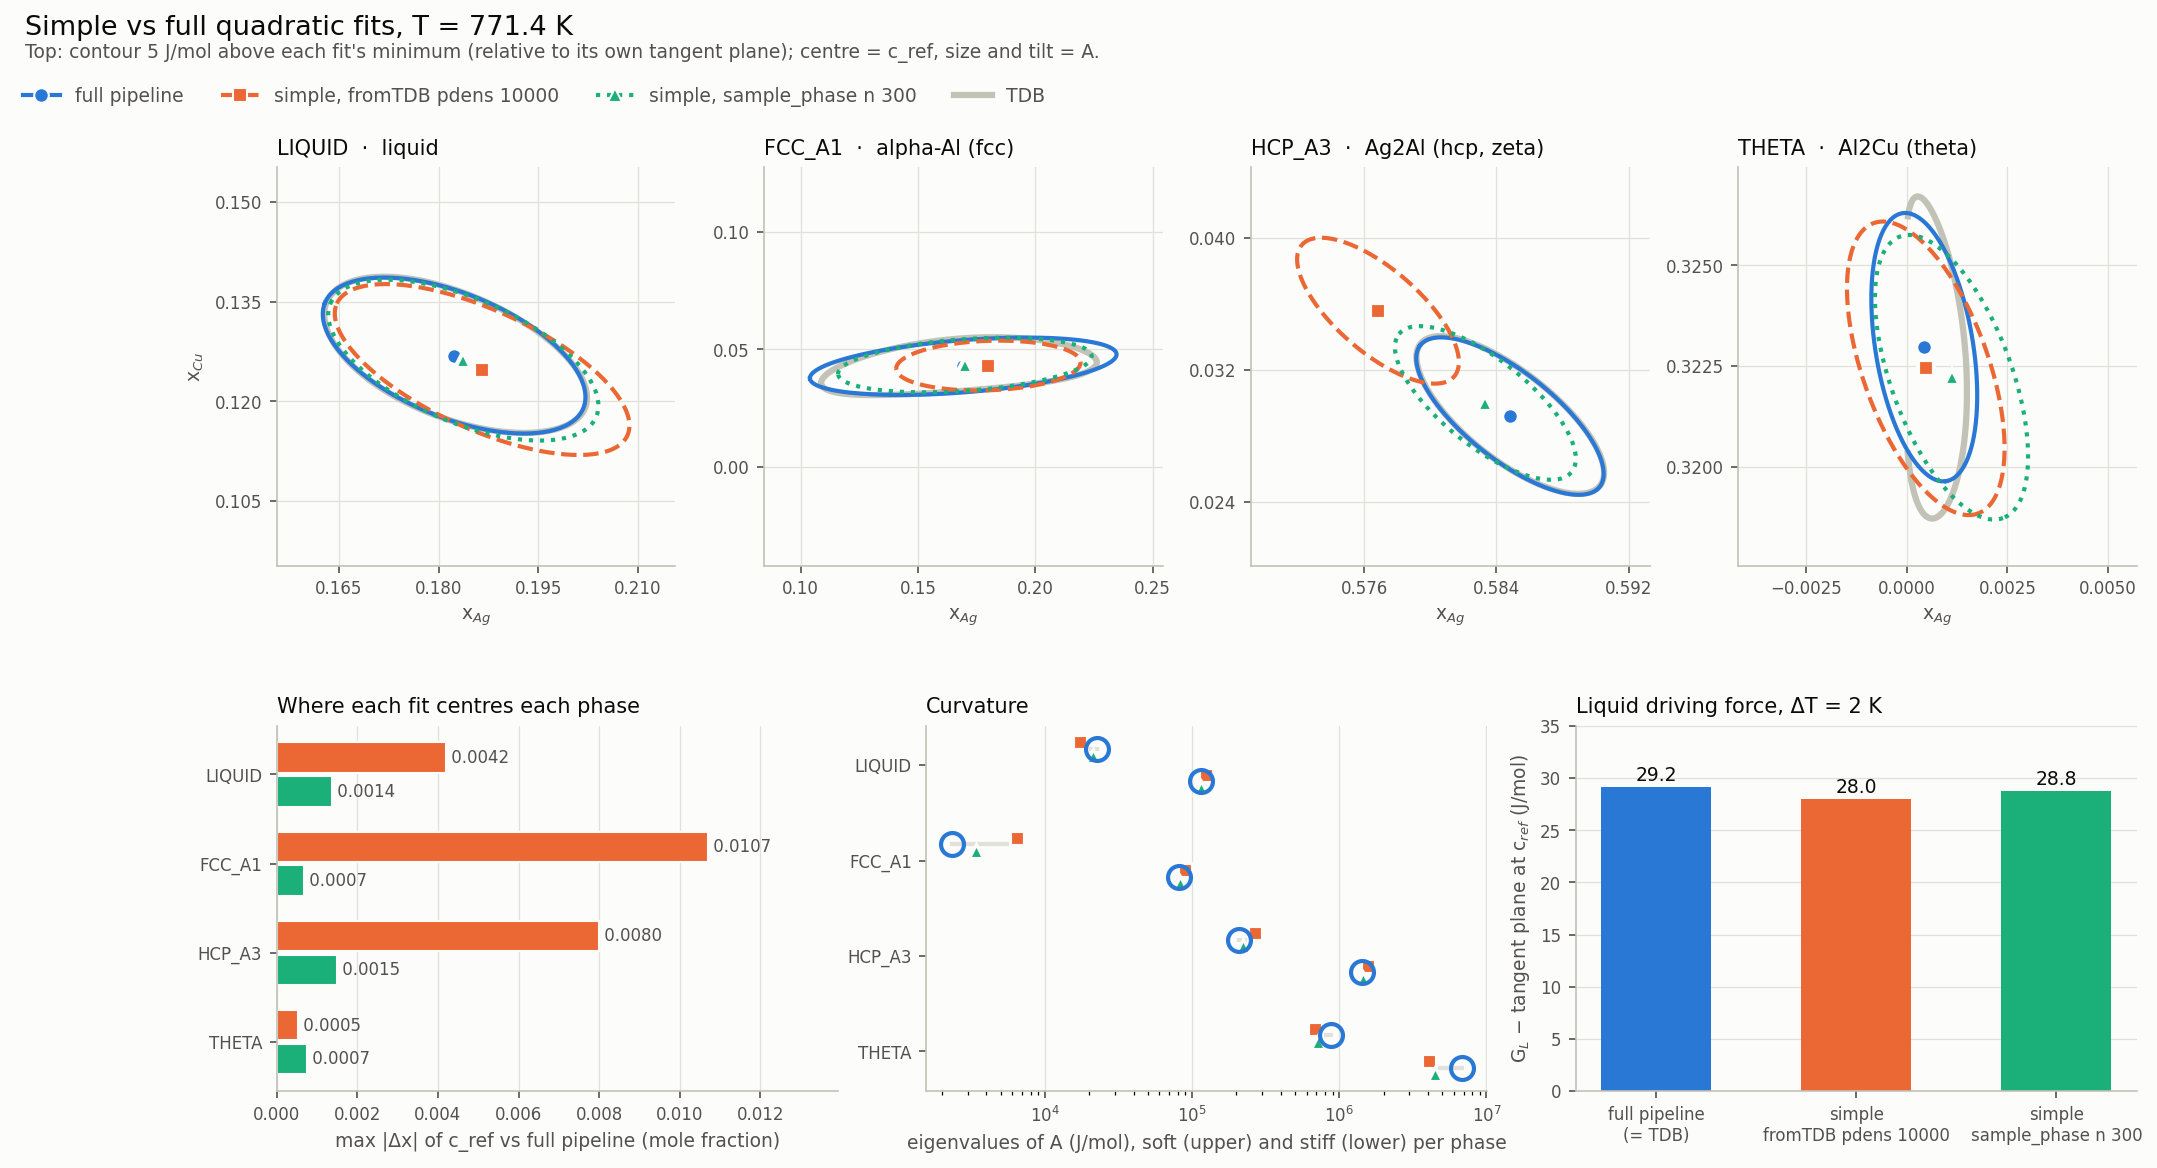 Simple vs full quadratic fits, T = 771.4 K
Top: contour 5 J/mol above each fit's minimum (relative to its own tangent plane); centre = c_ref, size and tilt = A.
full pipeline
simple, fromTDB pdens 10000
simple, sample_phase n 300
TDB
LIQUID · liquid
0.150
0.135
0.120
0.105
x_Cu
0.165 0.180 0.195 0.210
x_Ag
FCC_A1 · alpha-Al (fcc)
0.10
0.05
0.00
0.10 0.15 0.20 0.25
x_Ag
HCP_A3 · Ag2Al (hcp, zeta)
0.040
0.032
0.024
0.576 0.584 0.592
x_Ag
THETA · Al2Cu (theta)
0.3250
0.3225
0.3200
−0.0025 0.0000 0.0025 0.0050
x_Ag
Where each fit centres each phase
LIQUID
0.0042
0.0014
FCC_A1
0.0107
0.0007
HCP_A3
0.0080
0.0015
THETA
0.0005
0.0007
0.000 0.002 0.004 0.006 0.008 0.010 0.012
max |Δx| of c_ref vs full pipeline (mole fraction)
Curvature
LIQUID
FCC_A1
HCP_A3
THETA
10⁴ 10⁵ 10⁶ 10⁷
eigenvalues of A (J/mol), soft (upper) and stiff (lower) per phase
Liquid driving force, ΔT = 2 K
G_L − tangent plane at c_ref (J/mol)
35
30
25
20
15
10
5
0
29.2
28.0
28.8
full pipeline
(= TDB)
simple
fromTDB pdens 10000
simple
sample_phase n 300